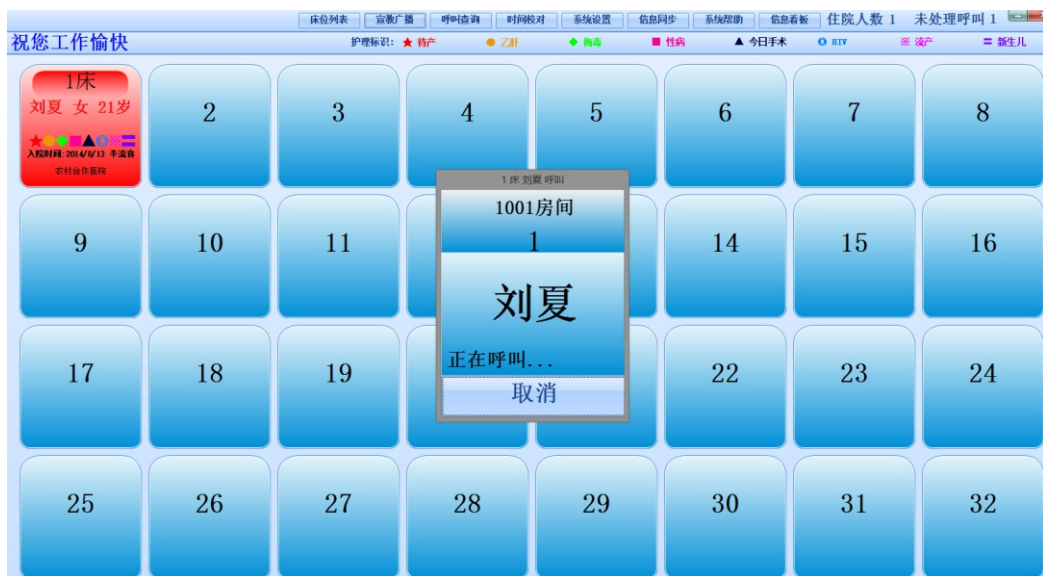 床位列表 宣教广播 呼叫查询 时间校对 系统设置 信息同步 系统帮助 信息看板 住院人数 1 未处理呼叫 1
祝您工作愉快 护理标识: ★ 待产 ● 乙肝 ◆ 梅毒 ■ 性病 ▲ 今日手术 HIV ※ 流产 〓 新生儿
1床
刘夏 女 21岁
入院时间:2014/8/13 半流食
农村合作医院
2 3 4 5 6 7 8
1 床 刘夏 呼叫
1001房间
1
刘夏
正在呼叫...
取消
9 10 11 14 15 16
17 18 19 22 23 24
25 26 27 28 29 30 31 32